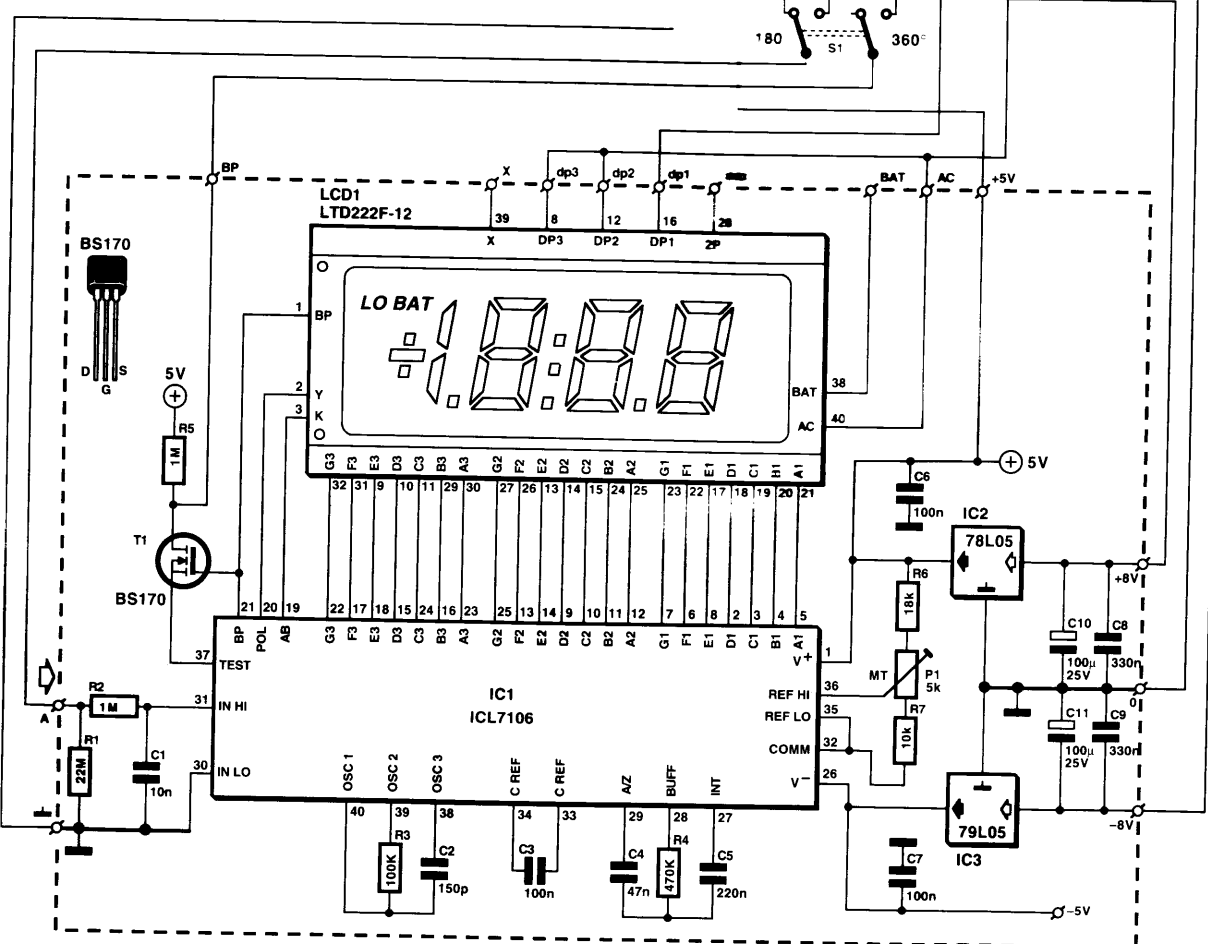 180
S1
360°
BP
X
dp3
dp2
dp1
BAT
AC
+5V
LCD1
LTD222F-12
39
8
12
16
28
X
DP3
DP2
DP1
2P
BS170
D
G
S
LO BAT
1
BP
2
Y
3
K
BAT
38
AC
40
5V
R5
1M
G3 F3 E3 D3 C3 B3 A3 G2 F2 E2 D2 C2 B2 A2 G1 F1 E1 D1 C1 B1 A1
32 31 9 10 11 29 30 27 26 13 14 15 24 25 23 22 17 18 19 20 21
5V
C6
100n
T1
BS170
IC2
78L05
+8V
R6
18k
21 20 19 22 17 18 15 24 16 23 25 13 14 9 10 11 12 7 6 8 2 3 4 5
BP POL AB G3 F3 E3 D3 C3 B3 A3 G2 F2 E2 D2 C2 B2 A2 G1 F1 E1 D1 C1 B1 A1
37
TEST
V+
1
C10
100µ
25V
C8
330n
MT
P1
5k
IC1
ICL7106
REF HI
36
R2
1M
A
31
IN HI
REF LO
35
R7
10k
0
R1
22M
C1
10n
COMM
32
C11
100µ
25V
C9
330n
30
IN LO
V−
26
OSC 1
OSC 2
OSC 3
C REF
C REF
A/Z
BUFF
INT
40
39
38
34
33
29
28
27
79L05
IC3
−8V
R3
100K
C2
150p
C3
100n
C4
47n
R4
470K
C5
220n
C7
100n
−5V